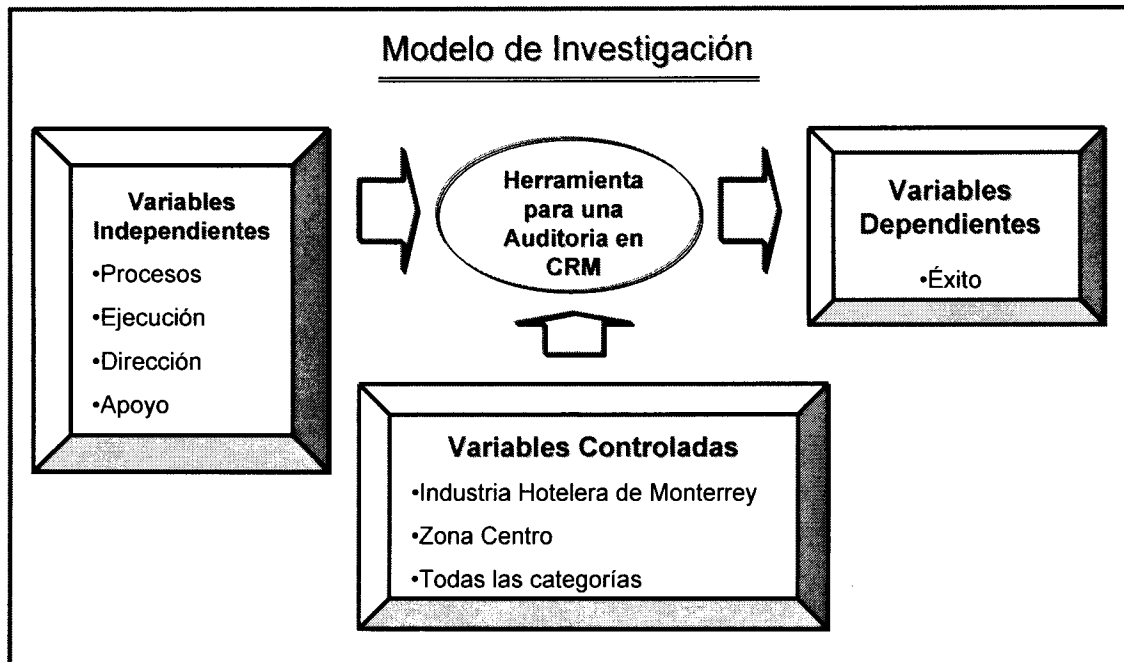 Modelo de Investigación
Variables
Independientes
•Procesos
•Ejecución
•Dirección
•Apoyo
Herramienta
para una
Auditoria en
CRM
Variables
Dependientes
•Éxito
Variables Controladas
•Industria Hotelera de Monterrey
•Zona Centro
•Todas las categorías